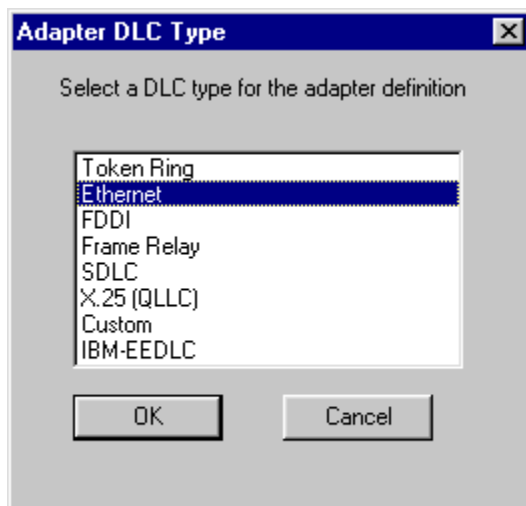 Adapter DLC Type
Select a DLC type for the adapter definition
Token Ring
Ethernet
FDDI
Frame Relay
SDLC
X.25 (QLLC)
Custom
IBM-EEDLC
OK Cancel